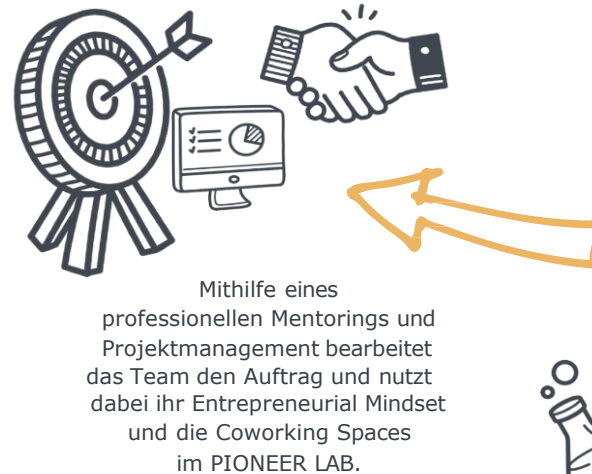 Mithilfe eines
professionellen Mentorings und
Projektmanagement bearbeitet
das Team den Auftrag und nutzt
dabei ihr Entrepreneurial Mindset
und die Coworking Spaces
im PIONEER LAB.